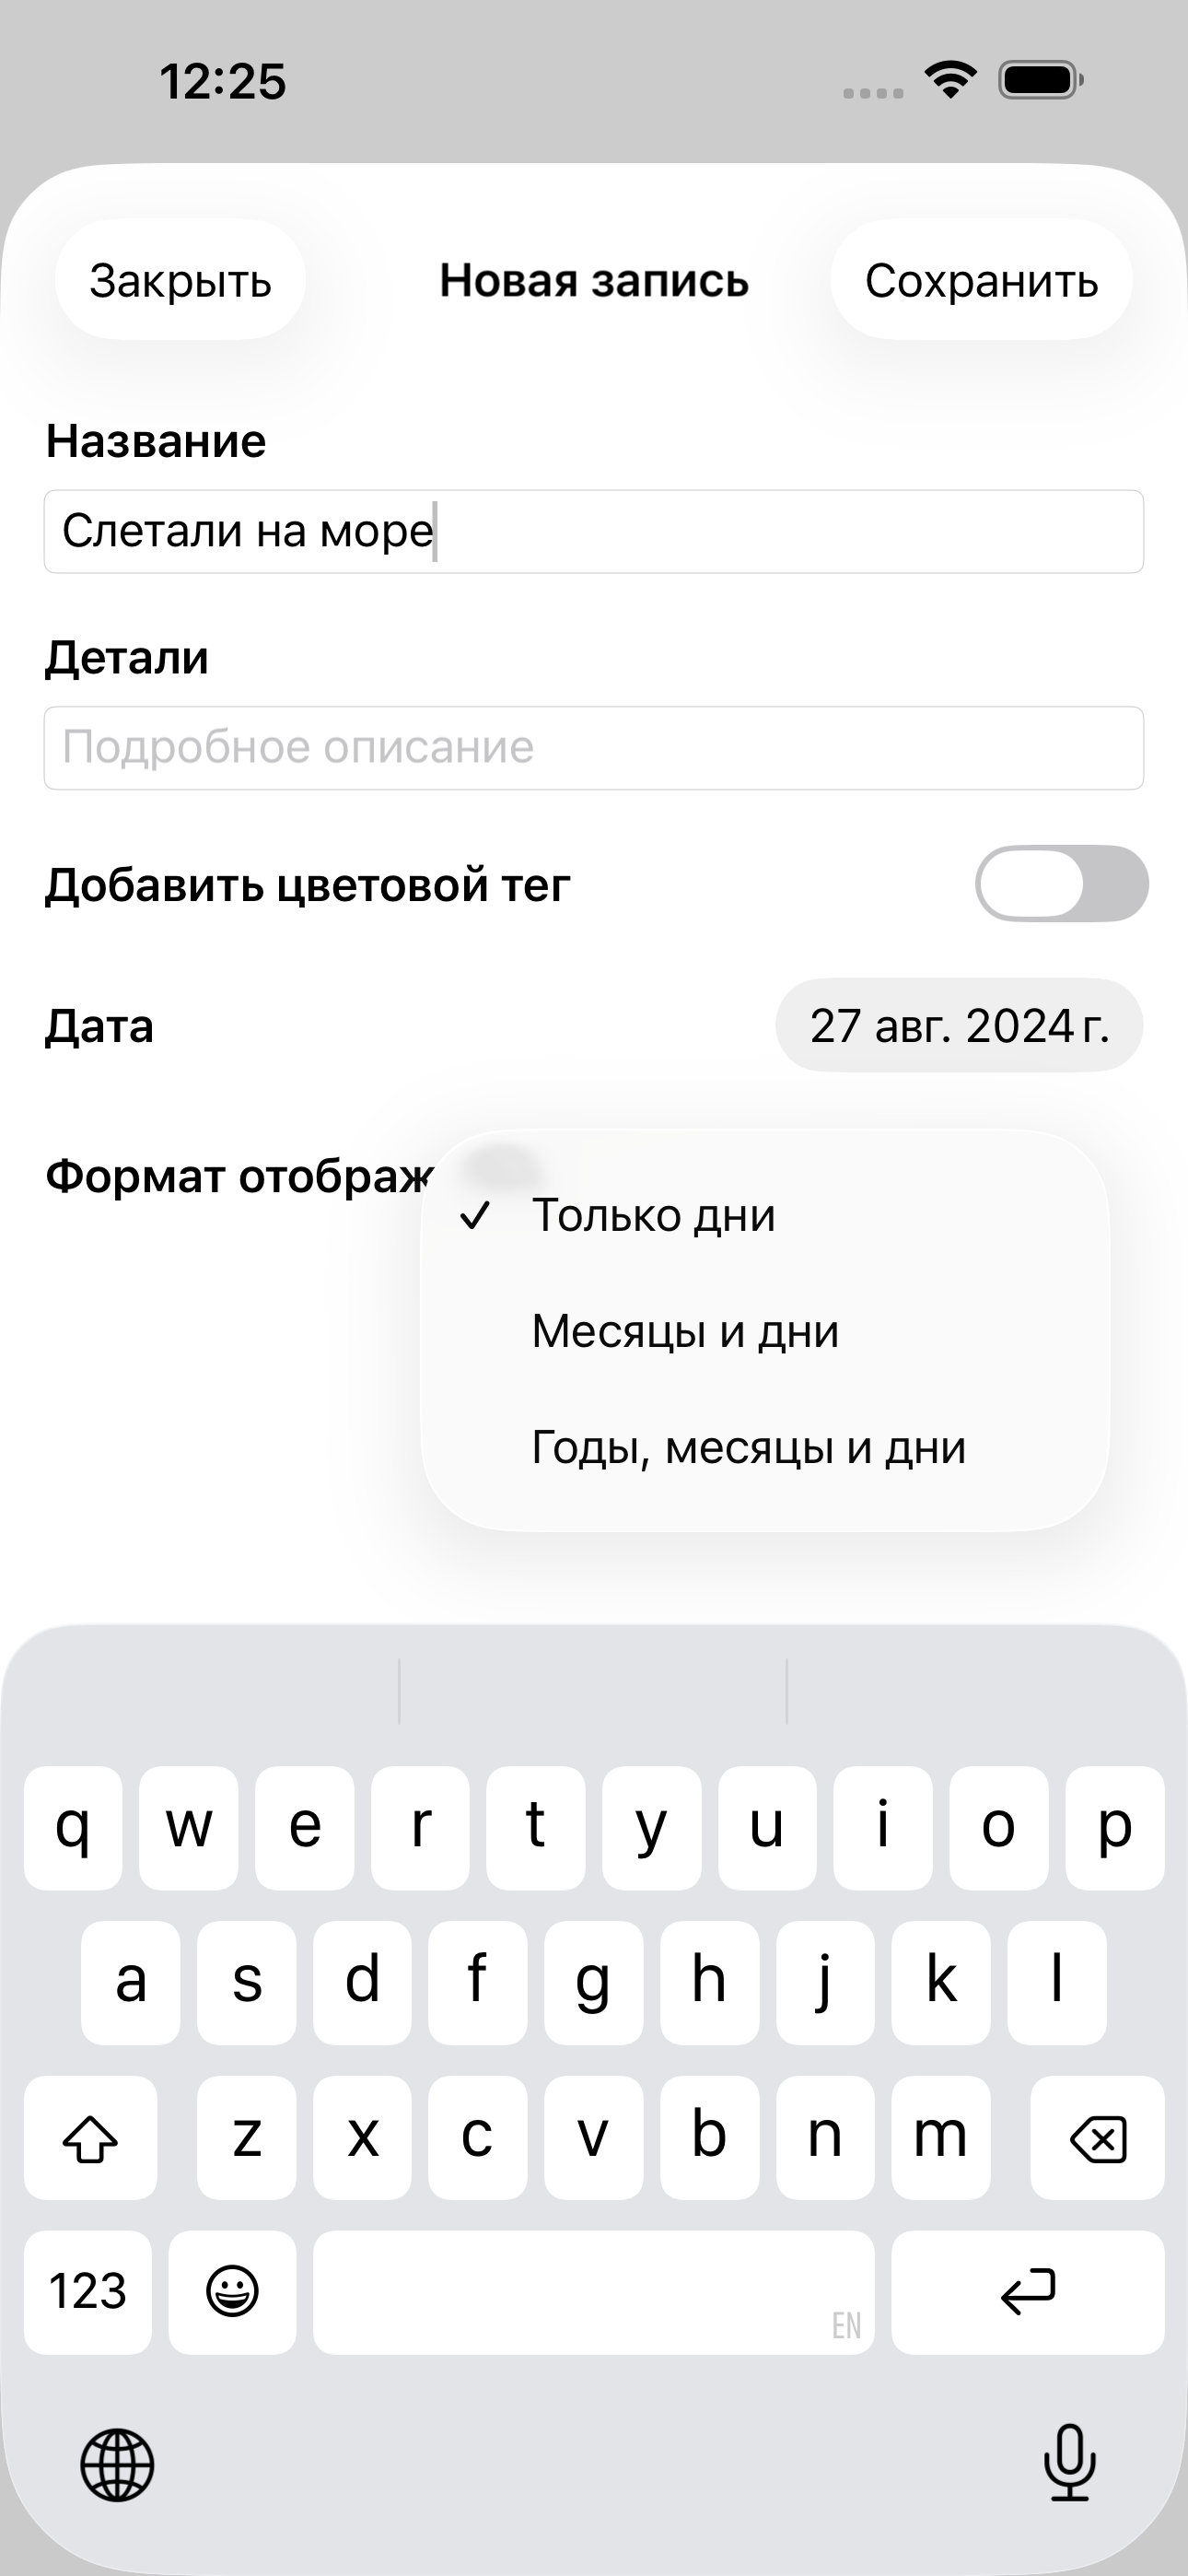 12:25
Закрыть Новая запись Сохранить
Название
Слетали на море
Детали
Подробное описание
Добавить цветовой тег
Дата 27 авг. 2024 г.
Формат отображ
Только дни
Месяцы и дни
Годы, месяцы и дни
q w e r t y u i o p
a s d f g h j k l
z x c v b n m
123 EN